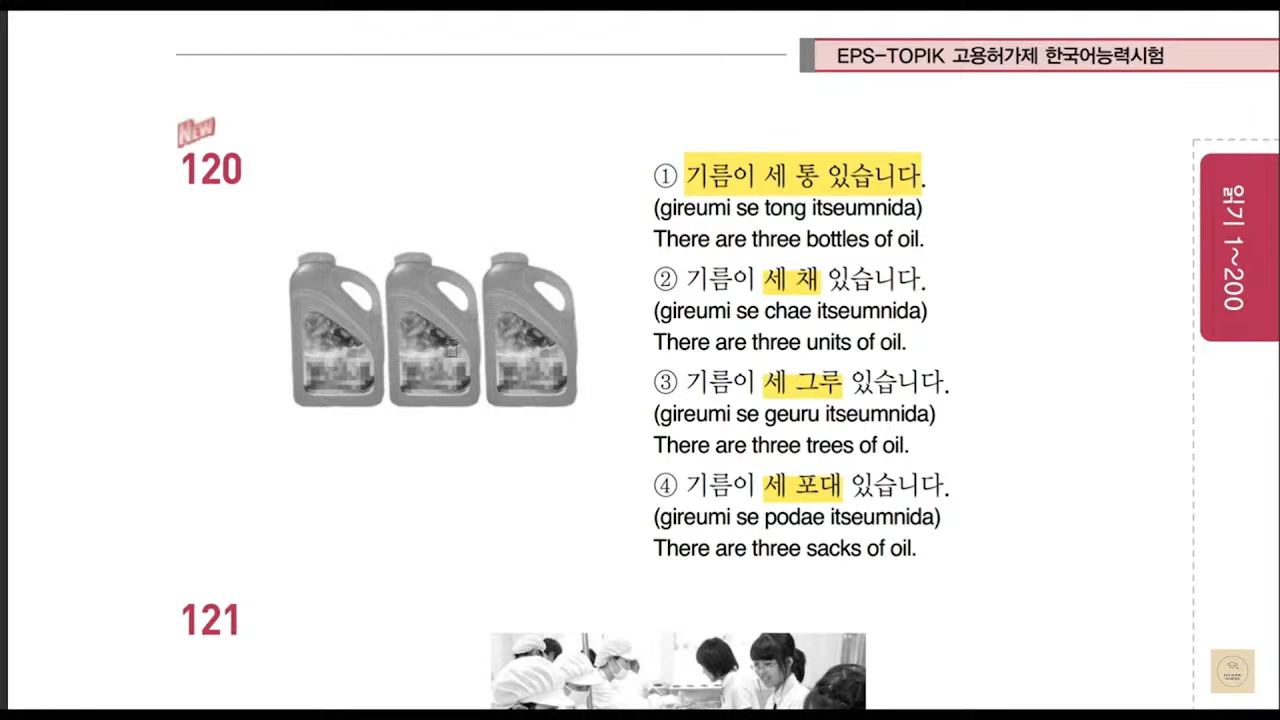 EPS-TOPIK 고용허가제 한국어능력시험
NEW
120
① 기름이 세 통 있습니다.
(gireumi se tong itseumnida)
There are three bottles of oil.
② 기름이 세 채 있습니다.
(gireumi se chae itseumnida)
There are three units of oil.
③ 기름이 세 그루 있습니다.
(gireumi se geuru itseumnida)
There are three trees of oil.
④ 기름이 세 포대 있습니다.
(gireumi se podae itseumnida)
There are three sacks of oil.
읽기 1~200
121